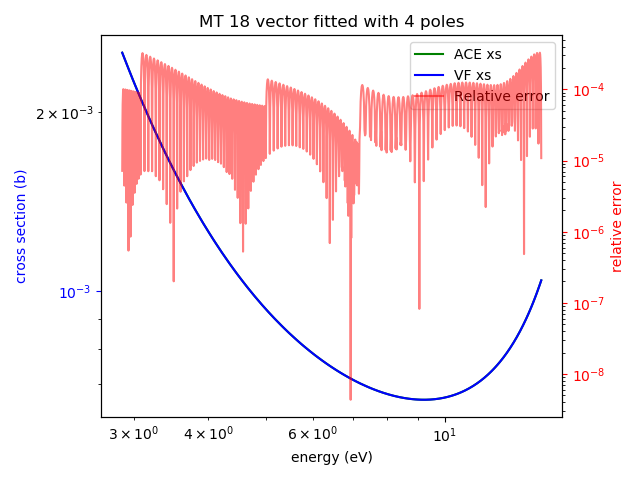 MT 18 vector fitted with 4 poles
ACE xs
VF xs
Relative error
cross section (b)
2 × 10⁻³
10⁻³
10⁻⁴
10⁻⁵
10⁻⁶
10⁻⁷
10⁻⁸
relative error
3 × 10⁰ 4 × 10⁰ 6 × 10⁰ 10¹
energy (eV)